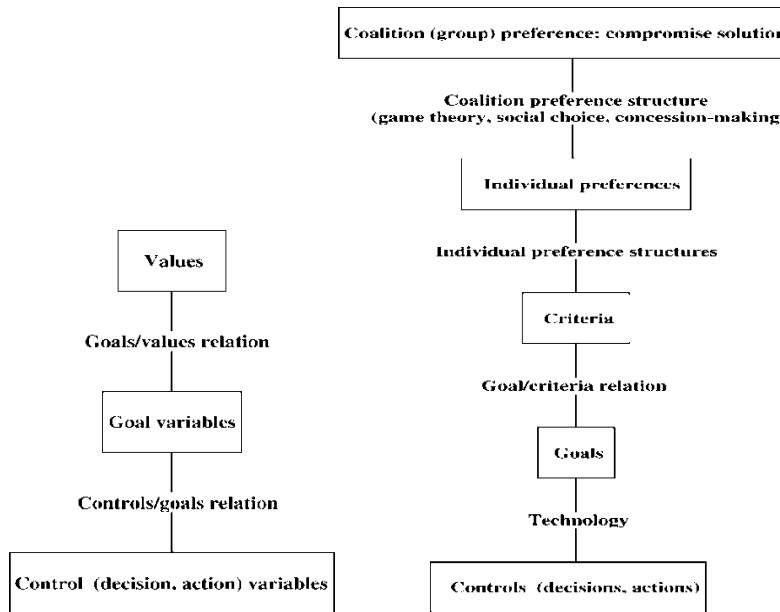 Coalition (group) preference: compromise solution
Coalition preference structure
(game theory, social choice, concession-making
Individual preferences
Individual preference structures
Criteria
Goal/criteria relation
Goals
Technology
Controls (decisions, actions)
Values
Goals/values relation
Goal variables
Controls/goals relation
Control (decision, action) variables